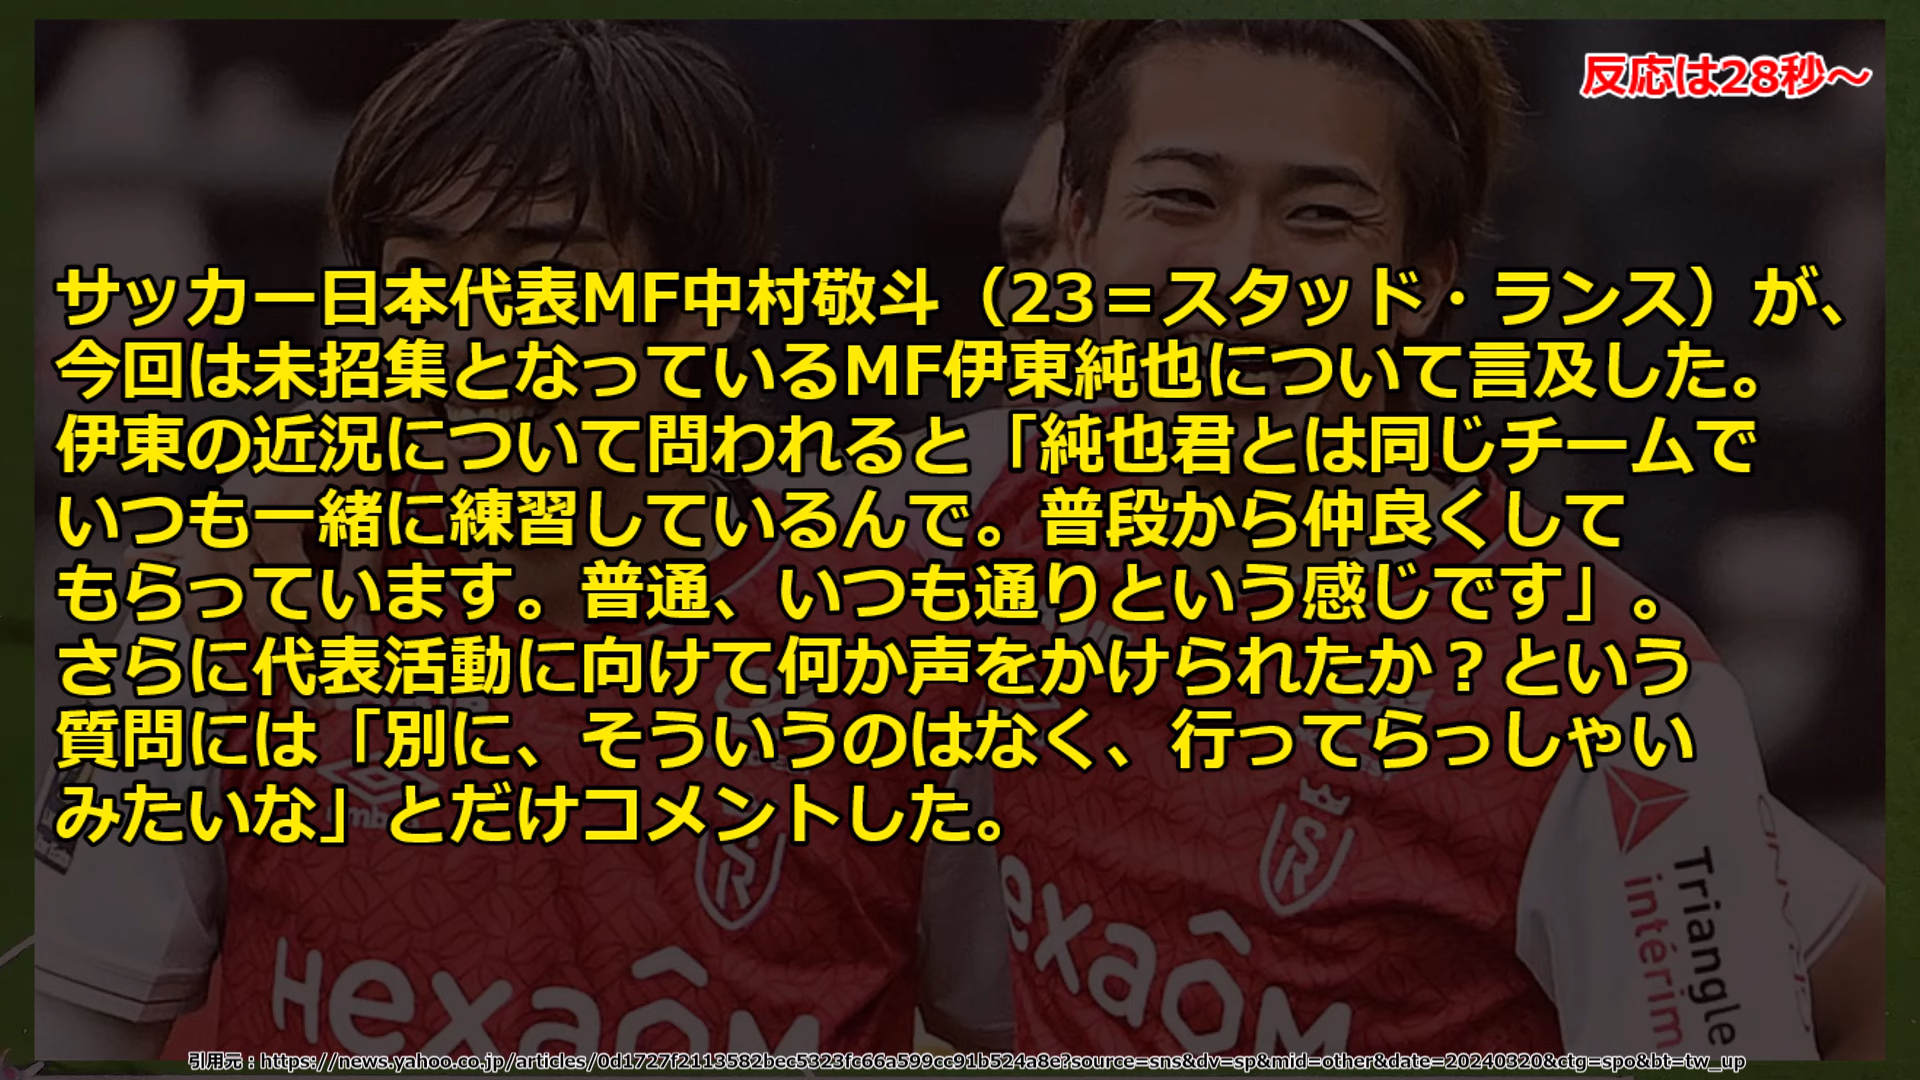 反応は28秒～
サッカー日本代表MF中村敬斗（23＝スタッド・ランス）が、
今回は未招集となっているMF伊東純也について言及した。
伊東の近況について問われると「純也君とは同じチームで
いつも一緒に練習しているんで。普段から仲良くして
もらっています。普通、いつも通りという感じです」。
さらに代表活動に向けて何か声をかけられたか？という
質問には「別に、そういうのはなく、行ってらっしゃい
みたいな」とだけコメントした。
Hexaôm
exaôm
Triangle
intérim
引用元：https://news.yahoo.co.jp/articles/0d1727f2113582bec5323fc66a599cc91b524a8e?source=sns&dv=sp&mid=other&date=20240320&ctg=spo&bt=tw_up